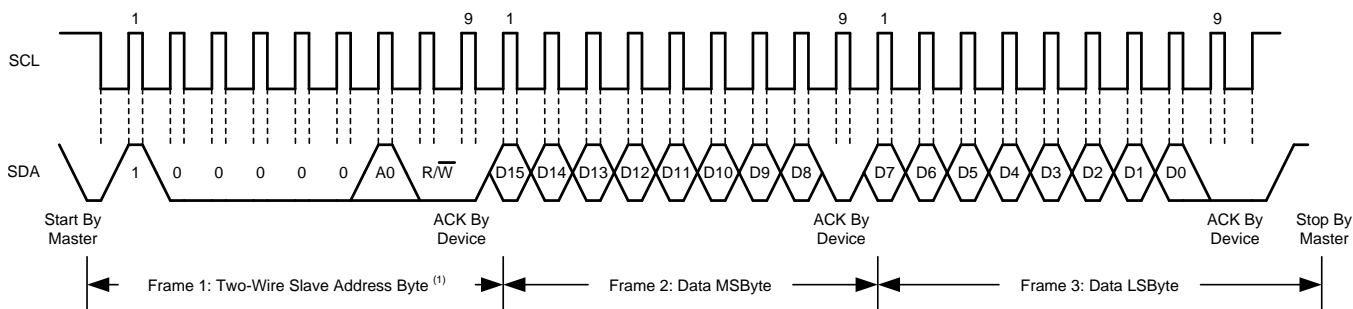 1 9 1 9 1 9
SCL
SDA
1 0 0 0 0 0 A0 R/W̅ D15 D14 D13 D12 D11 D10 D9 D8 D7 D6 D5 D4 D3 D2 D1 D0
Start By
Master
ACK By
Device
ACK By
Device
ACK By
Device
Stop By
Master
Frame 1: Two-Wire Slave Address Byte (1)
Frame 2: Data MSByte
Frame 3: Data LSByte